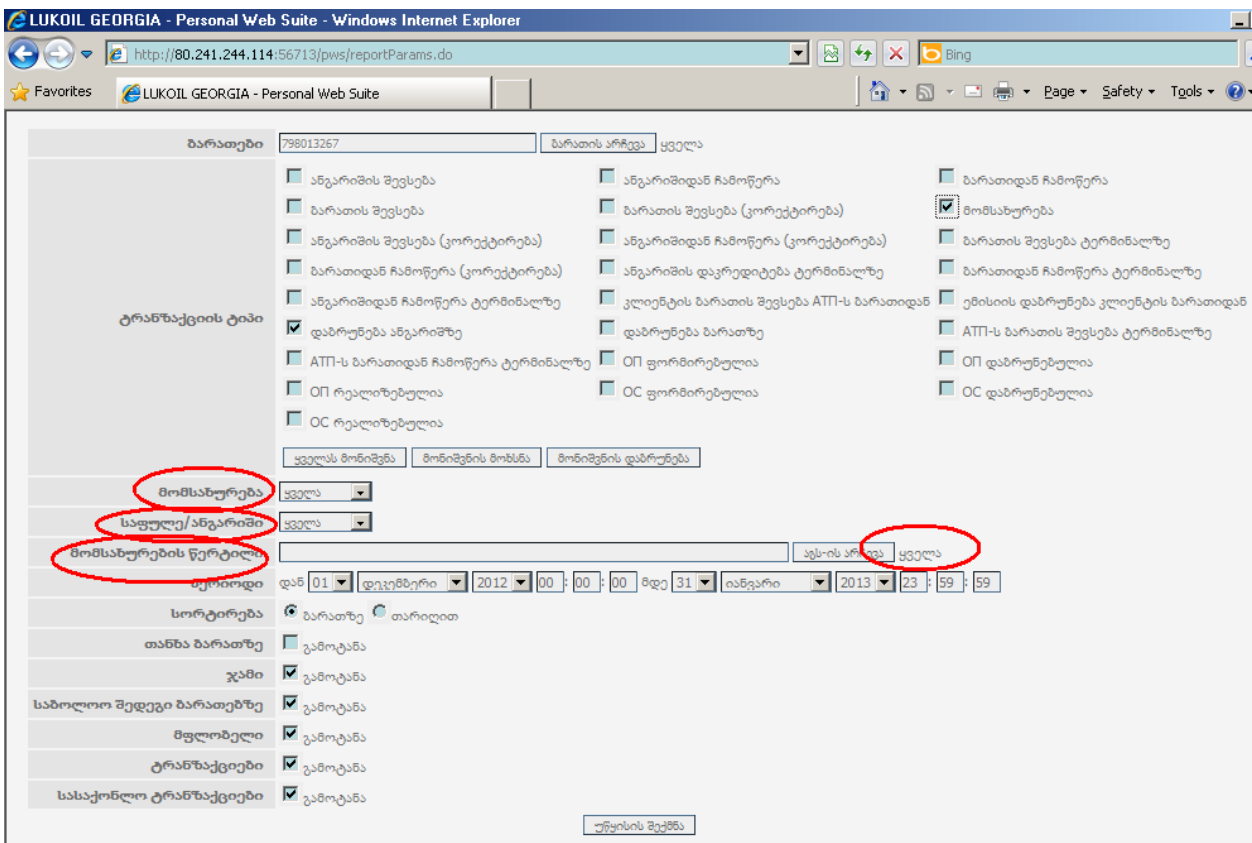 LUKOIL GEORGIA - Personal Web Suite - Windows Internet Explorer
http://80.241.244.114:56713/pws/reportParams.do Bing
Favorites LUKOIL GEORGIA - Personal Web Suite Page Safety Tools
ბარათები 798013267 ბარათის არჩევა ყველა
ანგარიშის შევსება ანგარიშიდან ჩამოწერა ბარათიდან ჩამოწერა
ბარათის შევსება ბარათის შევსება (კორექტირება) მომსახურება
ანგარიშის შევსება (კორექტირება) ანგარიშიდან ჩამოწერა (კორექტირება) ბარათის შევსება ტერმინალზე
ბარათიდან ჩამოწერა (კორექტირება) ანგარიშის დაკრედიტება ტერმინალზე ბარათიდან ჩამოწერა ტერმინალზე
ტრანზაქციის ტიპი ანგარიშიდან ჩამოწერა ტერმინალზე კლიენტის ბარათის შევსება АТП-ს ბარათიდან ემისიის დაბრუნება კლიენტის ბარათიდან
დაბრუნება ანგარიშზე დაბრუნება ბარათზე АТП-ს ბარათის შევსება ტერმინალზე
АТП-ს ბარათიდან ჩამოწერა ტერმინალზე ОП ფორმირებულია ОП დაბრუნებულია
ОП რეალიზებულია ОС ფორმირებულია ОС დაბრუნებულია
ОС რეალიზებულია
ყველას მონიშვნა მონიშვნის მოხსნა მონიშვნის დაბრუნება
მომსახურება ყველა
საფულე/ანგარიში ყველა
მომსახურების წერტილი აგს-ის არჩევა ყველა
პერიოდი დან 01 დეკემბერი 2012 00 : 00 : 00 მდე 31 იანვარი 2013 23 : 59 : 59
სორტირება ბარათზე თარიღით
თანხა ბარათზე გამოტანა
ჯამი გამოტანა
საბოლოო შედეგი ბარათებზე გამოტანა
მფლობელი გამოტანა
ტრანზაქციები გამოტანა
სასაქონლო ტრანზაქციები გამოტანა
უწყისის შექმნა